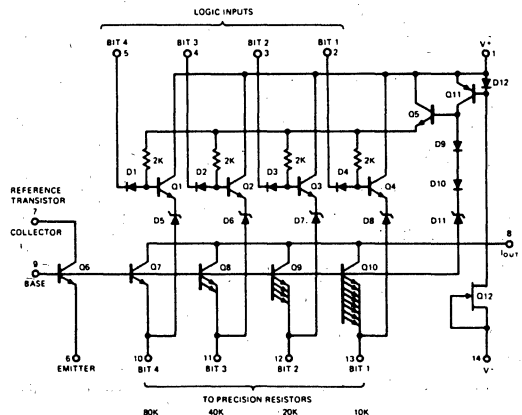 LOGIC INPUTS
BIT 4 BIT 3 BIT 2 BIT 1 V+
5 4 3 2 1
D12
Q11
Q5
2K 2K 2K 2K
D9
D1 D2 D3 D4
Q1 Q2 Q3 Q4
D10
REFERENCE
TRANSISTOR
7
COLLECTOR
D5 D6 D7 D8 D11
8
IOUT
9
BASE
Q6 Q7 Q8 Q9 Q10
Q12
6 10 11 12 13 14
EMITTER BIT 4 BIT 3 BIT 2 BIT 1 V-
TO PRECISION RESISTORS
80K 40K 20K 10K